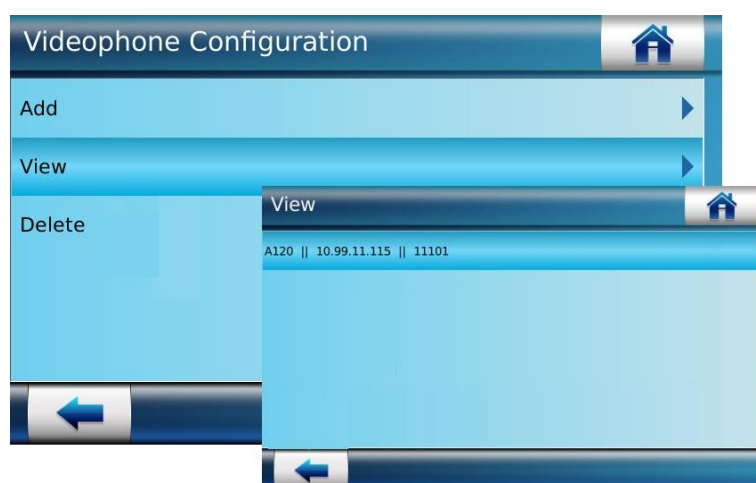 Videophone Configuration
Add
View
Delete
View
A120 || 10.99.11.115 || 11101